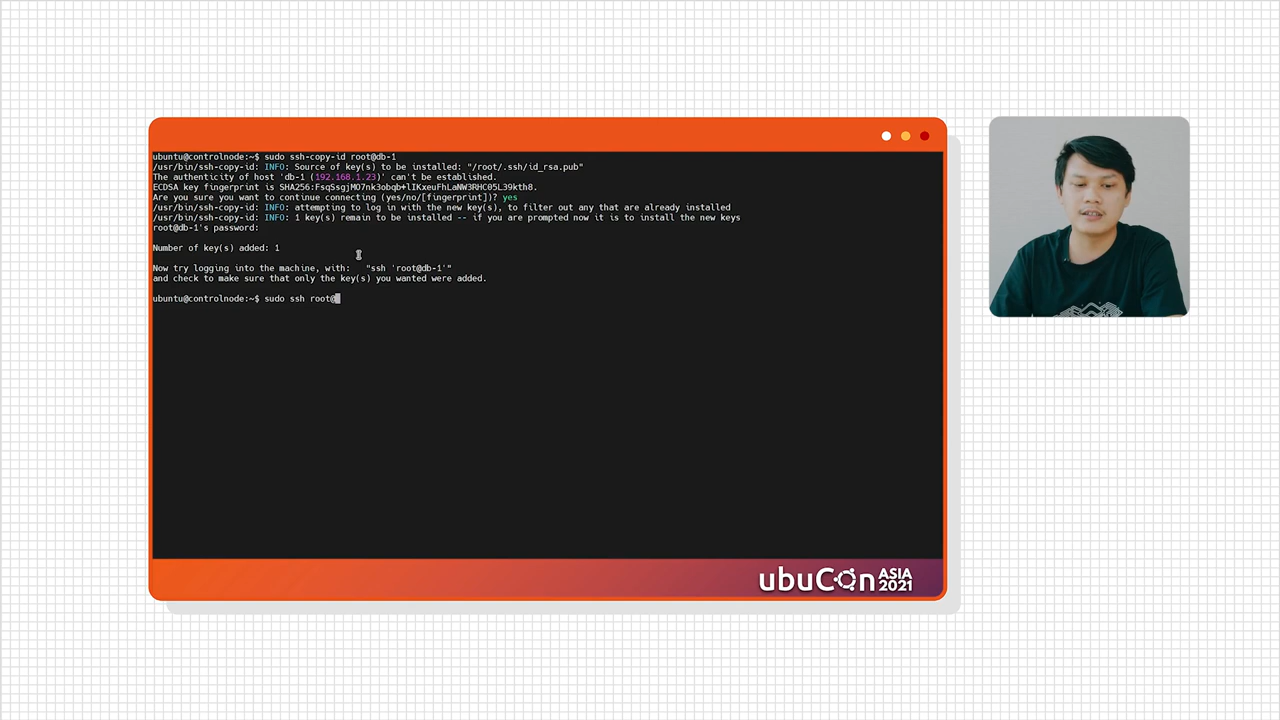 ubuntu@controlnode:~$ sudo ssh-copy-id root@db-1
/usr/bin/ssh-copy-id: INFO: Source of key(s) to be installed: "/root/.ssh/id_rsa.pub"
The authenticity of host 'db-1 (192.168.1.23)' can't be established.
ECDSA key fingerprint is SHA256:FsqSsgjMO7nk3obqb+lIKxeuFhLaNW3RHC05L39kth8.
Are you sure you want to continue connecting (yes/no/[fingerprint])? yes
/usr/bin/ssh-copy-id: INFO: attempting to log in with the new key(s), to filter out any that are already installed
/usr/bin/ssh-copy-id: INFO: 1 key(s) remain to be installed -- if you are prompted now it is to install the new keys
root@db-1's password:
Number of key(s) added: 1
Now try logging into the machine, with:   "ssh 'root@db-1'"
and check to make sure that only the key(s) you wanted were added.
ubuntu@controlnode:~$ sudo ssh root@
ubuCon ASIA
2021